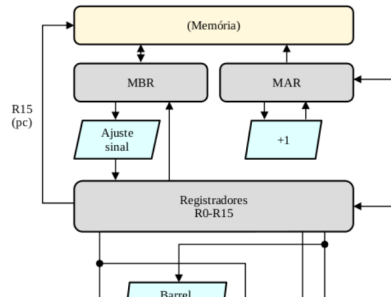 (Memória)
MBR
MAR
R15
(pc)
Ajuste
sinal
+1
Registradores
R0-R15
Barrel